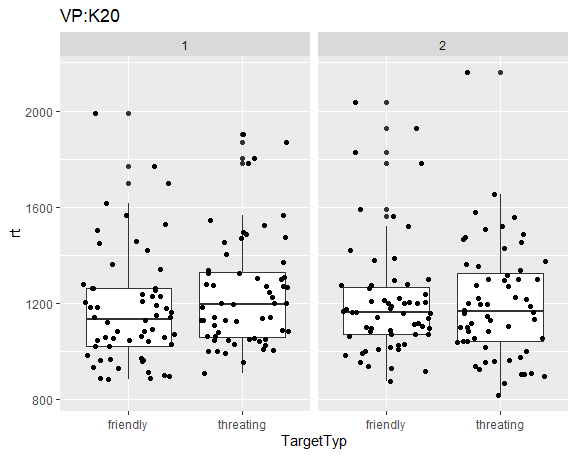 VP:K20
1
2
rt
2000
1600
1200
800
friendly
threating
friendly
threating
TargetTyp